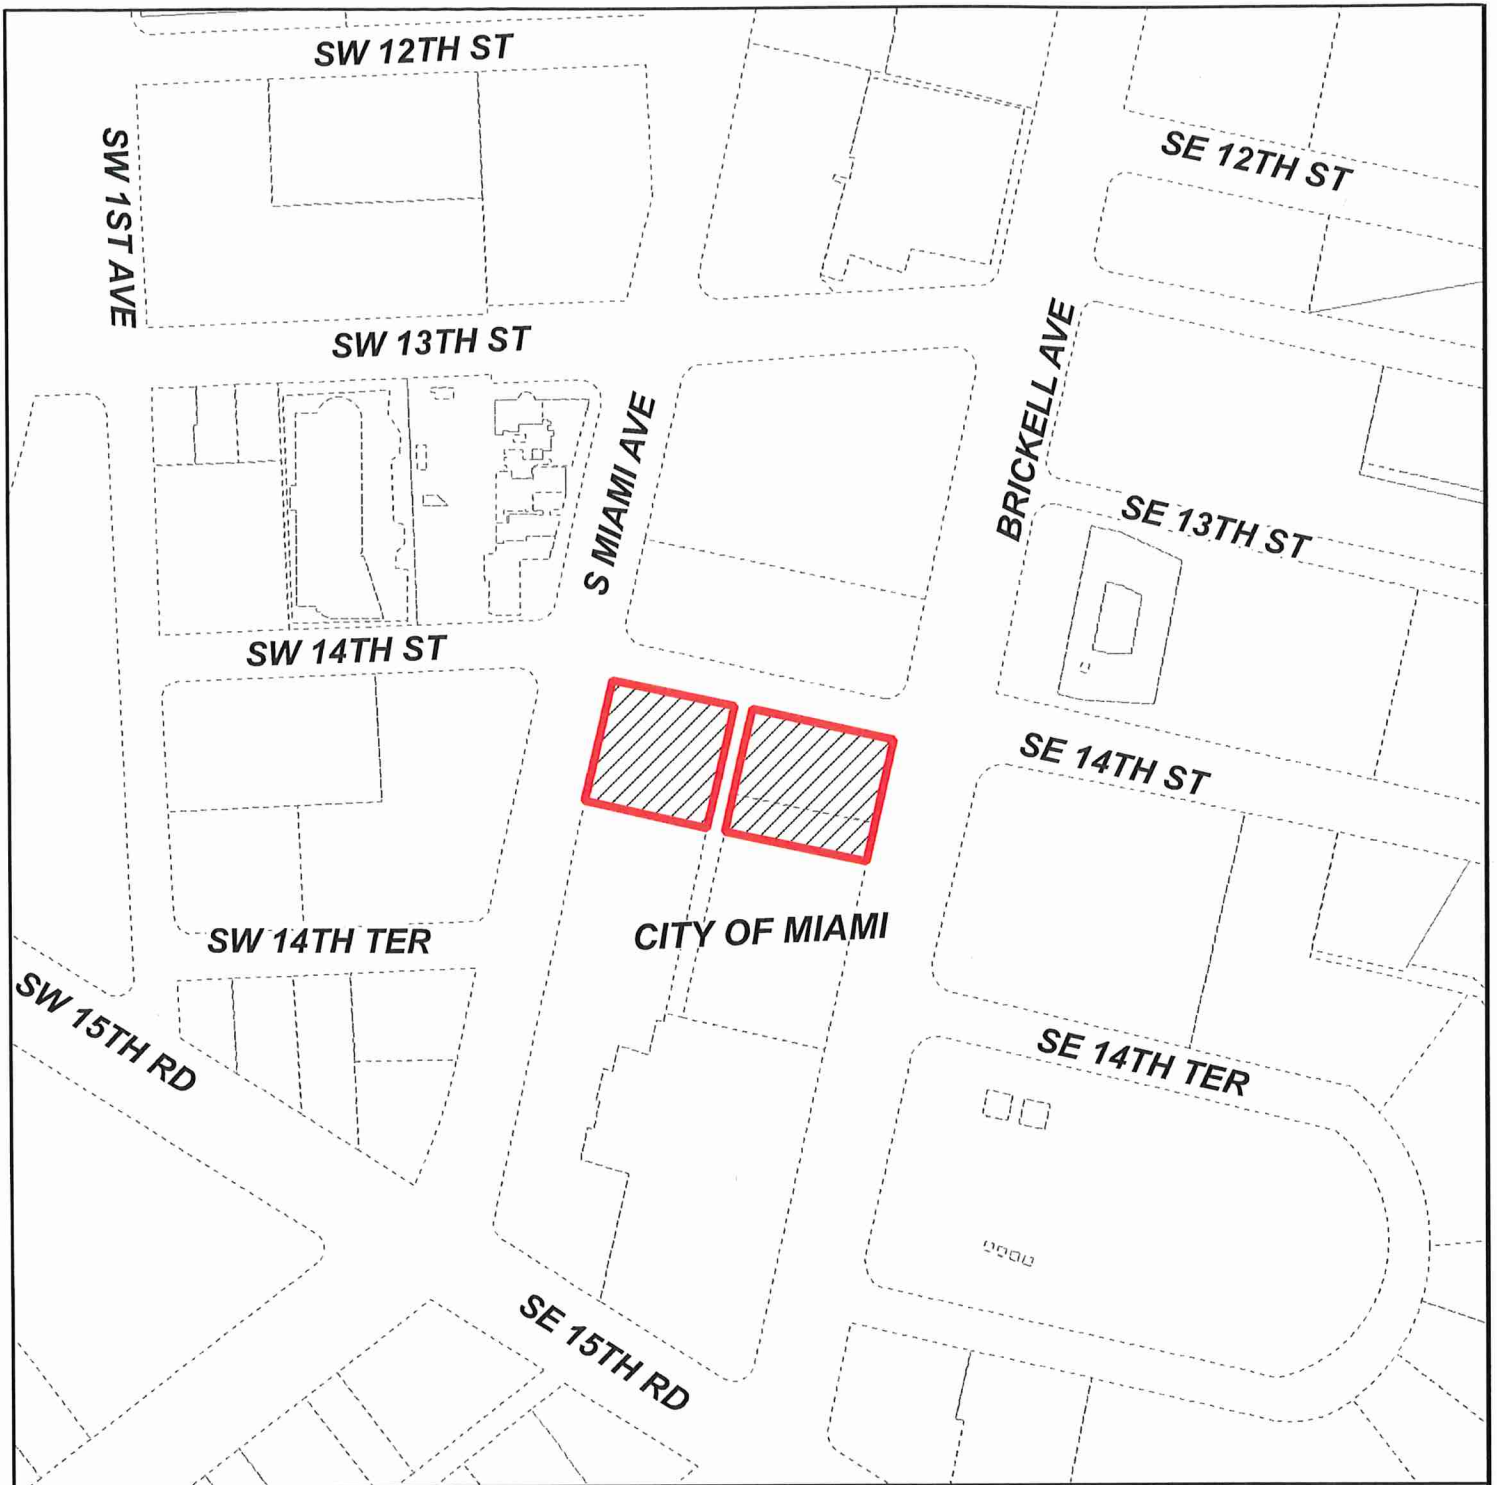 SW 12TH ST
SE 12TH ST
SW 1ST AVE
SW 13TH ST
BRICKELL AVE
S MIAMI AVE
SE 13TH ST
SW 14TH ST
SE 14TH ST
CITY OF MIAMI
SW 14TH TER
SW 15TH RD
SE 14TH TER
SE 15TH RD